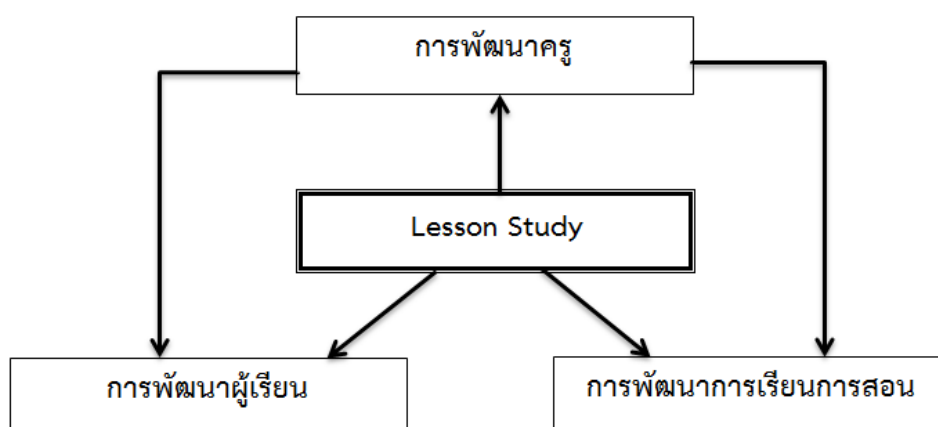 การพัฒนาครู
Lesson Study
การพัฒนาผู้เรียน
การพัฒนาการเรียนการสอน